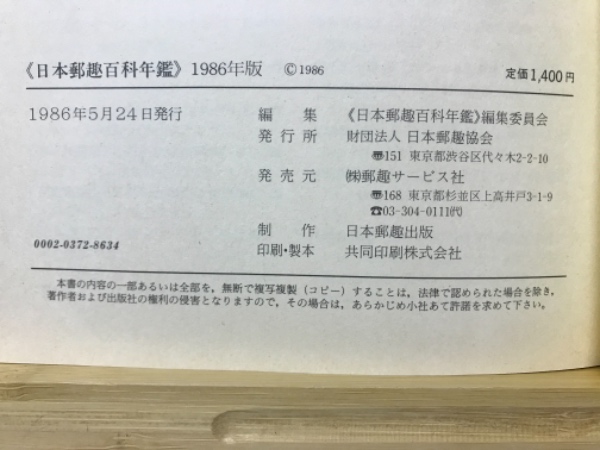 《日本郵趣百科年鑑》1986年版 ©1986 定価1,400円
1986年5月24日発行 編集 《日本郵趣百科年鑑》編集委員会
発行所 財団法人 日本郵趣協会
〠151 東京都渋谷区代々木2-2-10
発売元 ㈱郵趣サービス社
〠168 東京都杉並区上高井戸3-1-9
☎03-304-0111㈹
制作 日本郵趣出版
0002-0372-8634 印刷・製本 共同印刷株式会社
本書の内容の一部あるいは全部を，無断で複写複製（コピー）することは，法律で認められた場合を除き，
著作者および出版社の権利の侵害となりますので，その場合は，あらかじめ小社あて許諾を求めて下さい。